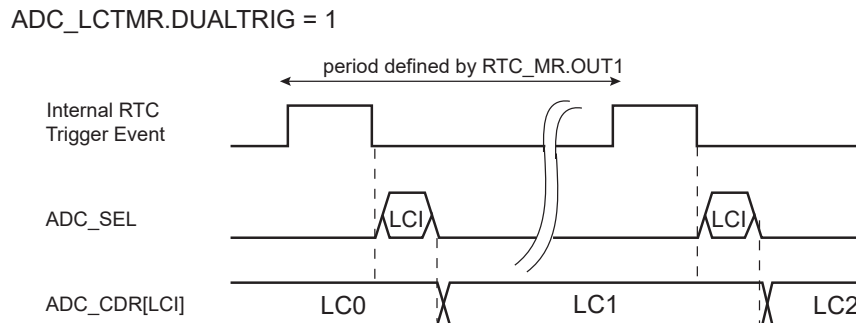 ADC_LCTMR.DUALTRIG = 1
period defined by RTC_MR.OUT1
Internal RTC
Trigger Event
ADC_SEL
LCI
LCI
ADC_CDR[LCI]
LC0
LC1
LC2